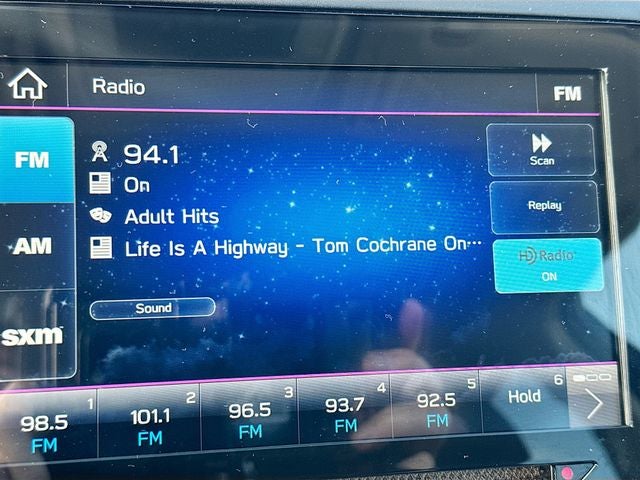 Radio
FM
FM
94.1
Scan
On
Adult Hits
Replay
AM
Life Is A Highway - Tom Cochrane On...
HD Radio
ON
Sound
sxm
98.5 1
FM
101.1 2
FM
96.5 3
FM
93.7 4
FM
92.5 5
FM
Hold 6